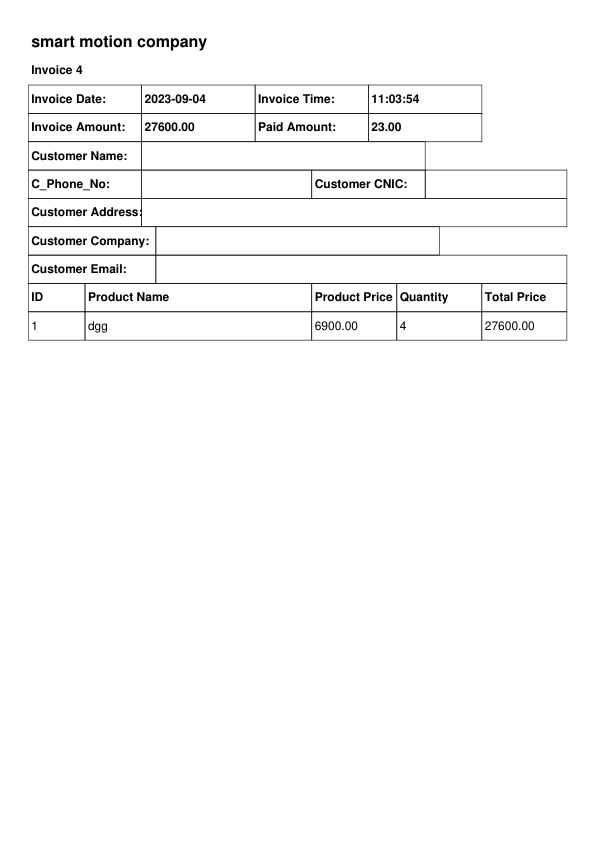 smart motion company
Invoice 4
Invoice Date: 2023-09-04 Invoice Time: 11:03:54
Invoice Amount: 27600.00 Paid Amount: 23.00
Customer Name:
C_Phone_No: Customer CNIC:
Customer Address:
Customer Company:
Customer Email:
ID Product Name Product Price Quantity Total Price
1 dgg 6900.00 4 27600.00